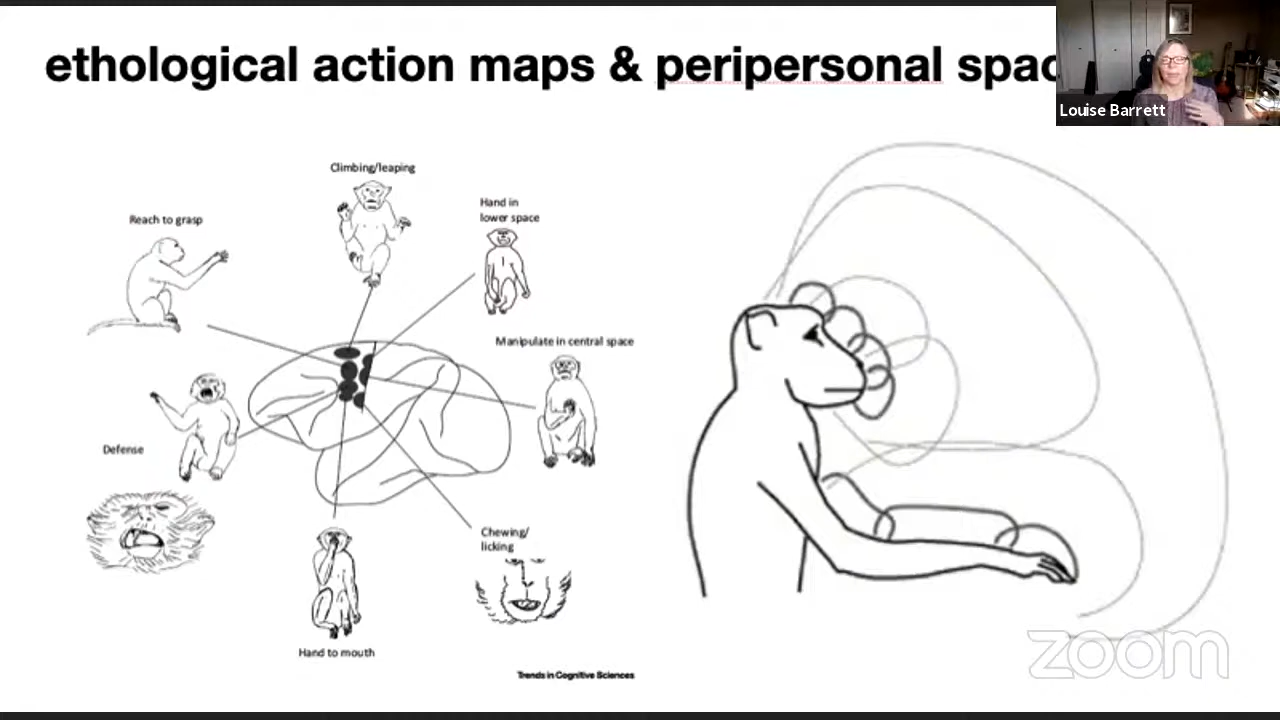 ethological action maps & peripersonal spac
Louise Barrett
Climbing/leaping
Hand in
lower space
Reach to grasp
Manipulate in central space
Defense
Chewing/
licking
Hand to mouth
Trends in Cognitive Sciences
zoom